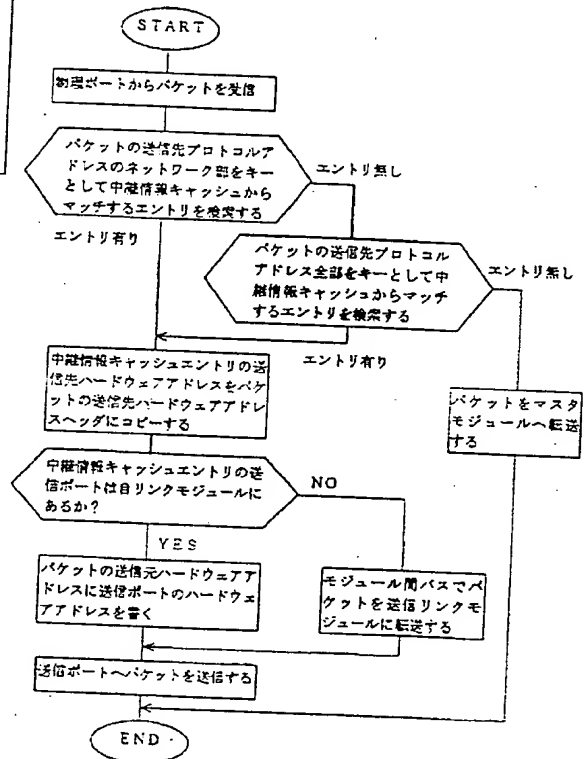 START
物理ポートからパケットを受信
パケットの送信先プロトコルア
ドレスのネットワーク部をキー
として中継情報キャッシュから
マッチするエントリを検索する
エントリ無し
エントリ有り
パケットの送信先プロトコル
アドレス全部をキーとして中
継情報キャッシュからマッチ
するエントリを検索する
エントリ無し
エントリ有り
中継情報キャッシュエントリの送
信先ハードウェアアドレスをパケ
ットの送信先ハードウェアアドレ
スヘッダにコピーする
パケットをマスタ
モジュールへ転送
する
中継情報キャッシュエントリの送
信ポートは自リンクモジュールに
あるか?
NO
YES
パケットの送信元ハードウェアア
ドレスに送信ポートのハードウェ
アアドレスを書く
モジュール間バスでパ
ケットを送信リンクモ
ジュールに転送する
送信ポートへパケットを送信する
END